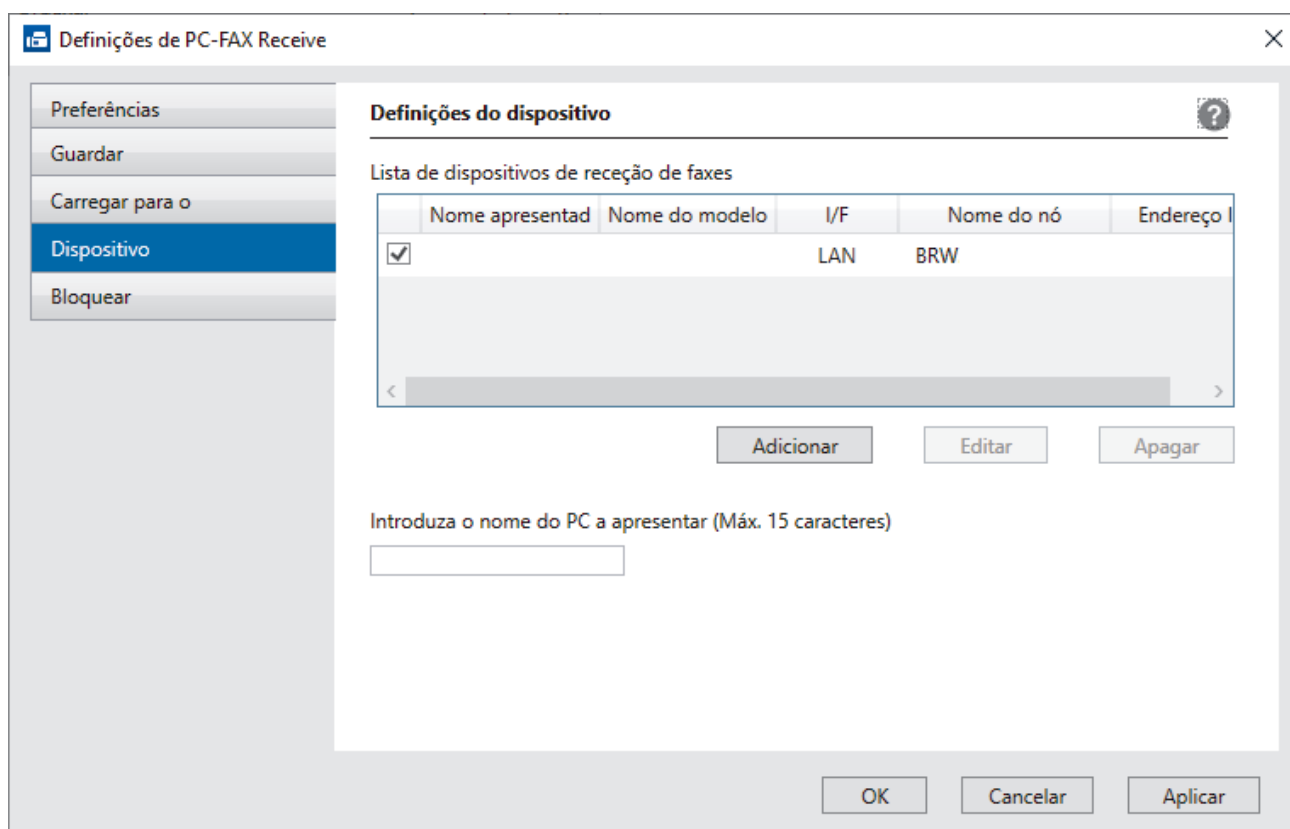 Definições de PC-FAX Receive
Preferências
Guardar
Carregar para o
Dispositivo
Bloquear
Definições do dispositivo
?
Lista de dispositivos de receção de faxes
Nome apresentad Nome do modelo I/F Nome do nó Endereço I
LAN BRW
Adicionar Editar Apagar
Introduza o nome do PC a apresentar (Máx. 15 caracteres)
OK Cancelar Aplicar